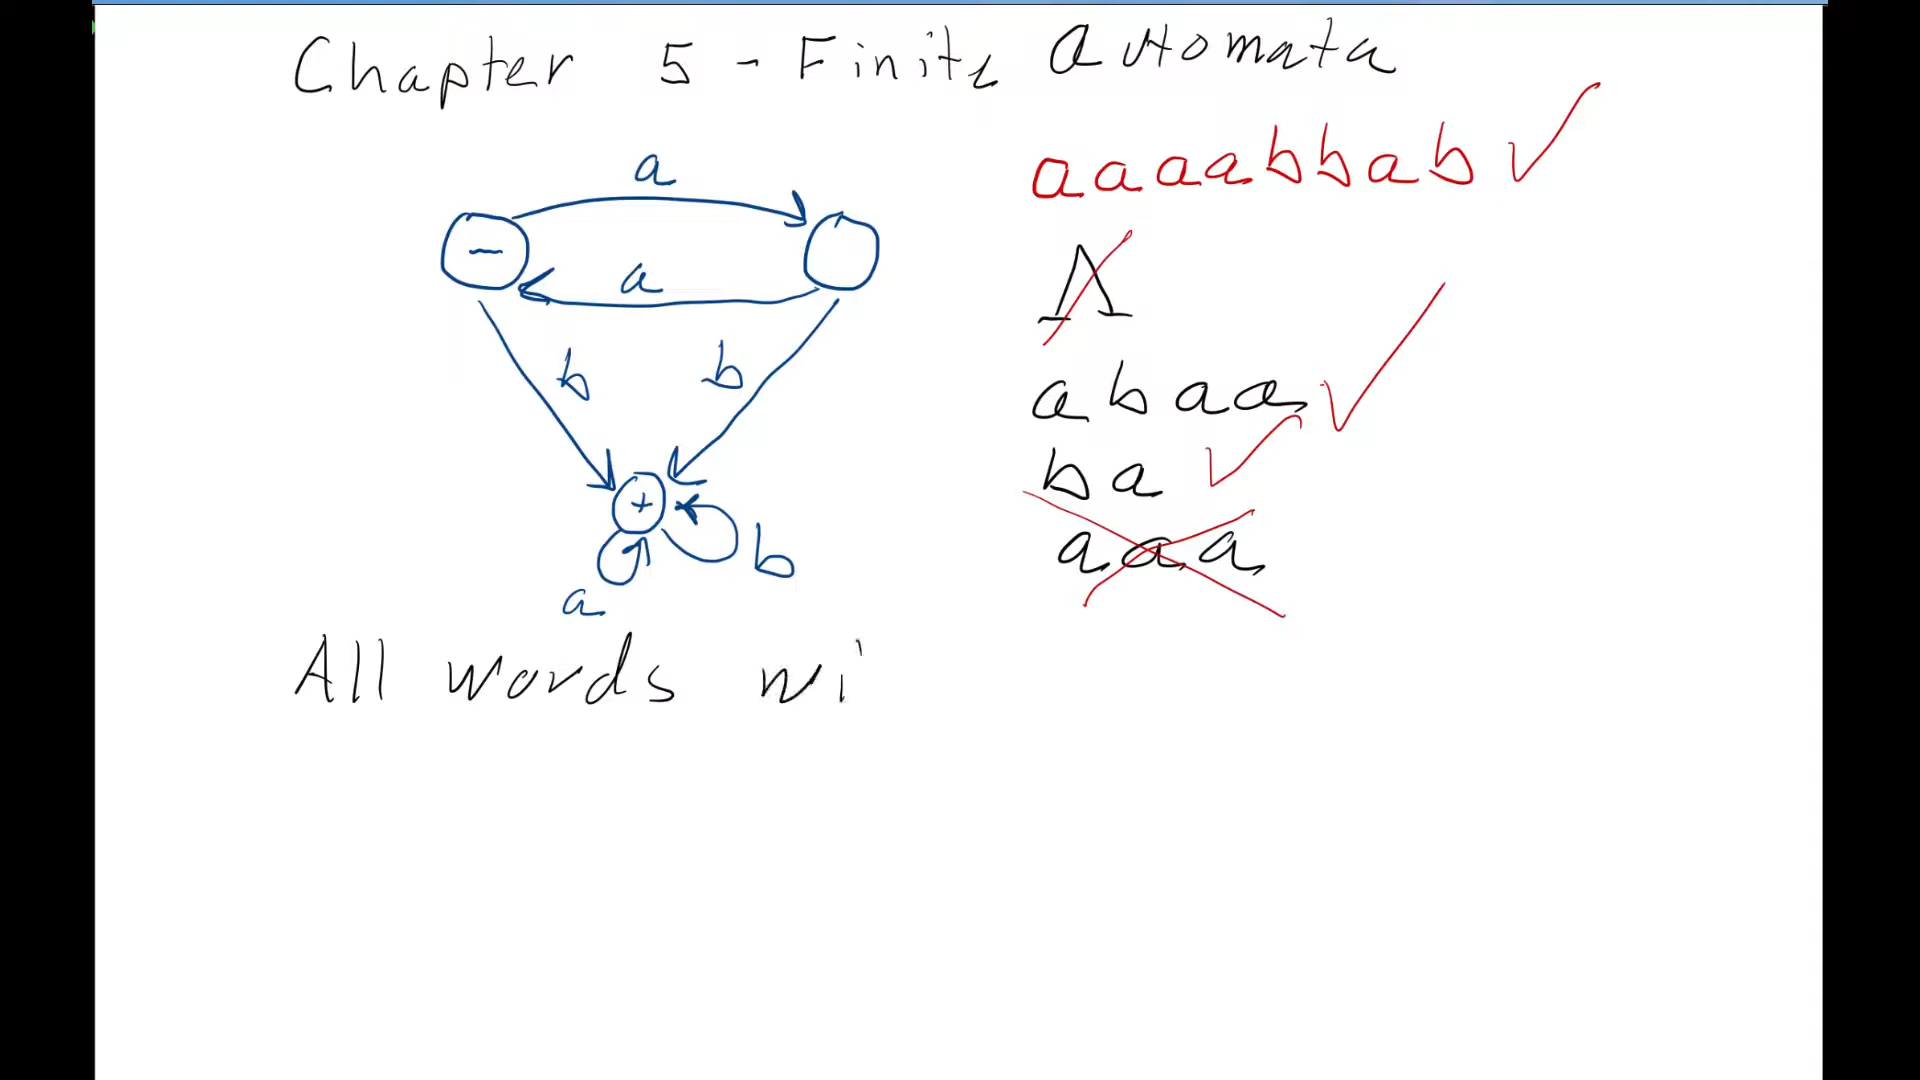 Chapter 5 - Finite Automata
a
aaaabbab ✓
−
a
Λ
b
b
abaa ✓
ba ✓
+
aaa
b
a
All words wi